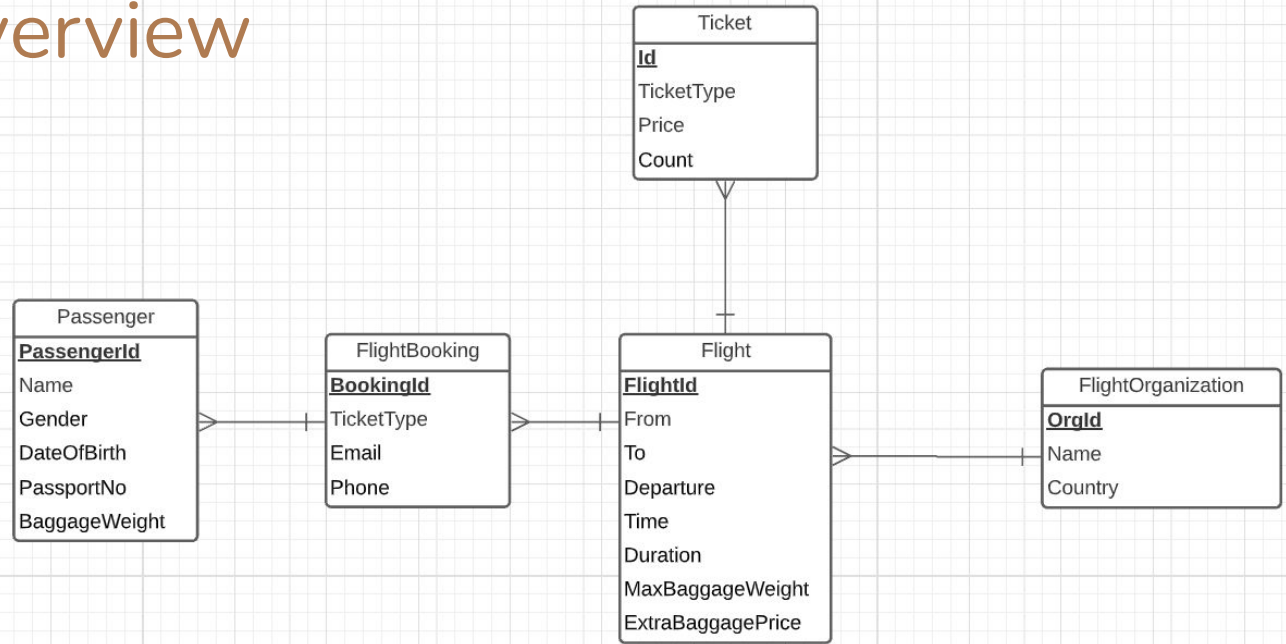 verview
Ticket
Id
TicketType
Price
Count
Passenger
PassengerId
Name
Gender
DateOfBirth
PassportNo
BaggageWeight
FlightBooking
BookingId
TicketType
Email
Phone
Flight
FlightId
From
To
Departure
Time
Duration
MaxBaggageWeight
ExtraBaggagePrice
FlightOrganization
OrgId
Name
Country